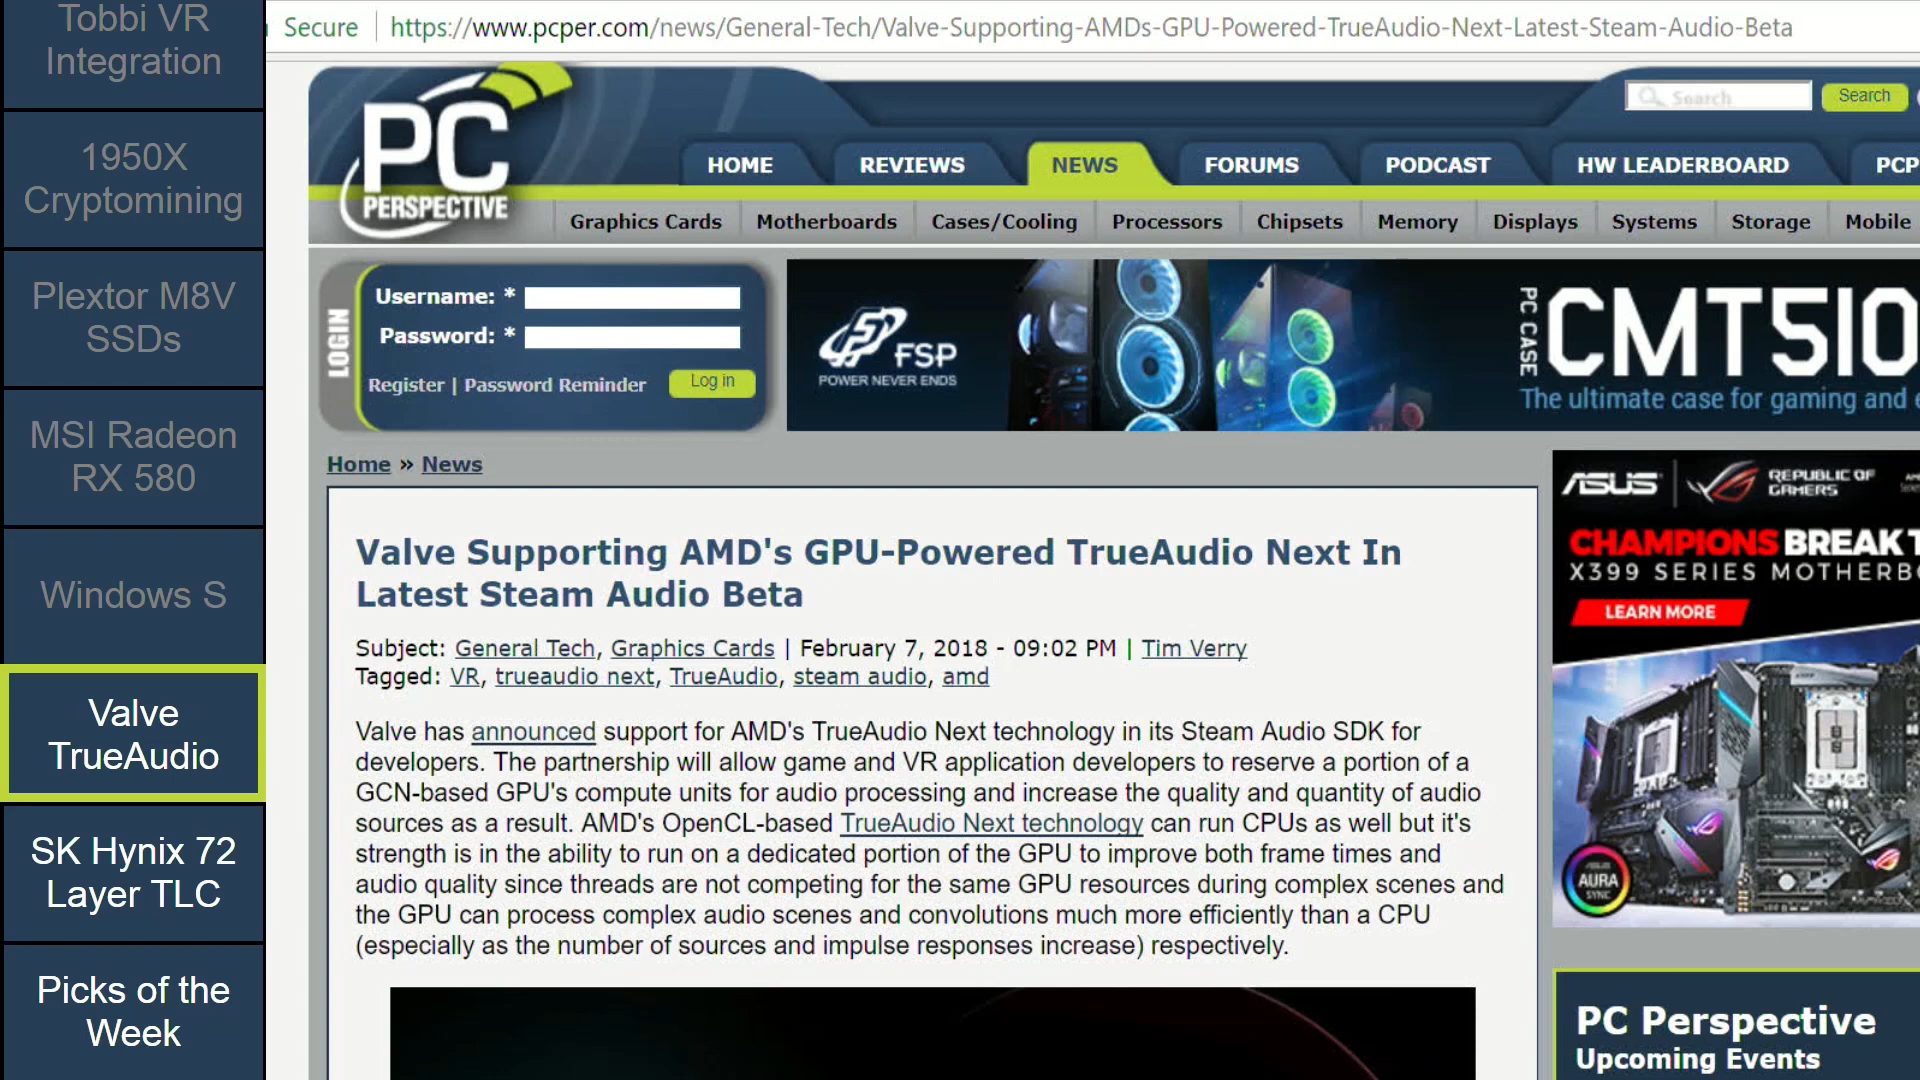 Tobbi VR
Integration
1950X
Cryptomining
Plextor M8V
SSDs
MSI Radeon
RX 580
Windows S
Valve
TrueAudio
SK Hynix 72
Layer TLC
Picks of the
Week
Secure https://www.pcper.com/news/General-Tech/Valve-Supporting-AMDs-GPU-Powered-TrueAudio-Next-Latest-Steam-Audio-Beta
PC
PERSPECTIVE
Search Search
HOME REVIEWS NEWS FORUMS PODCAST HW LEADERBOARD PCP
Graphics Cards Motherboards Cases/Cooling Processors Chipsets Memory Displays Systems Storage Mobile
LOGIN
Username: *
Password: *
Register | Password Reminder Log in
FSP
POWER NEVER ENDS
PC CASE
CMT510
The ultimate case for gaming and e
Home » News
Valve Supporting AMD's GPU-Powered TrueAudio Next In
Latest Steam Audio Beta
Subject: General Tech, Graphics Cards | February 7, 2018 - 09:02 PM | Tim Verry
Tagged: VR, trueaudio next, TrueAudio, steam audio, amd
Valve has announced support for AMD's TrueAudio Next technology in its Steam Audio SDK for
developers. The partnership will allow game and VR application developers to reserve a portion of a
GCN-based GPU's compute units for audio processing and increase the quality and quantity of audio
sources as a result. AMD's OpenCL-based TrueAudio Next technology can run CPUs as well but it's
strength is in the ability to run on a dedicated portion of the GPU to improve both frame times and
audio quality since threads are not competing for the same GPU resources during complex scenes and
the GPU can process complex audio scenes and convolutions much more efficiently than a CPU
(especially as the number of sources and impulse responses increase) respectively.
ASUS
REPUBLIC OF
GAMERS
CHAMPIONS BREAK T
X399 SERIES MOTHERBO
LEARN MORE
ASUS
AURA
SYNC
PC Perspective
Upcoming Events